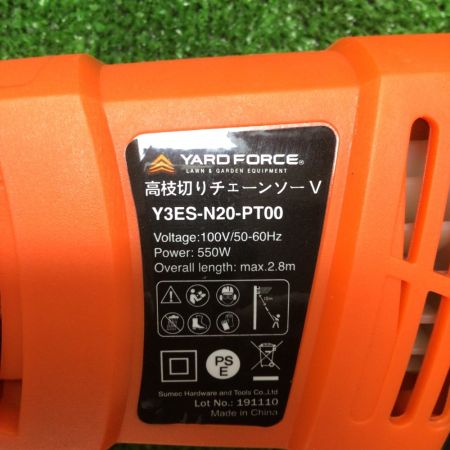 YARD FORCE®
LAWN & GARDEN EQUIPMENT
高枝切りチェーンソー V
Y3ES-N20-PT00
Voltage:100V/50-60Hz
Power: 550W
Overall length: max.2.8m
PS
E
Sumec Hardware and Tools Co.,Ltd
Lot No.: 191110
Made in China